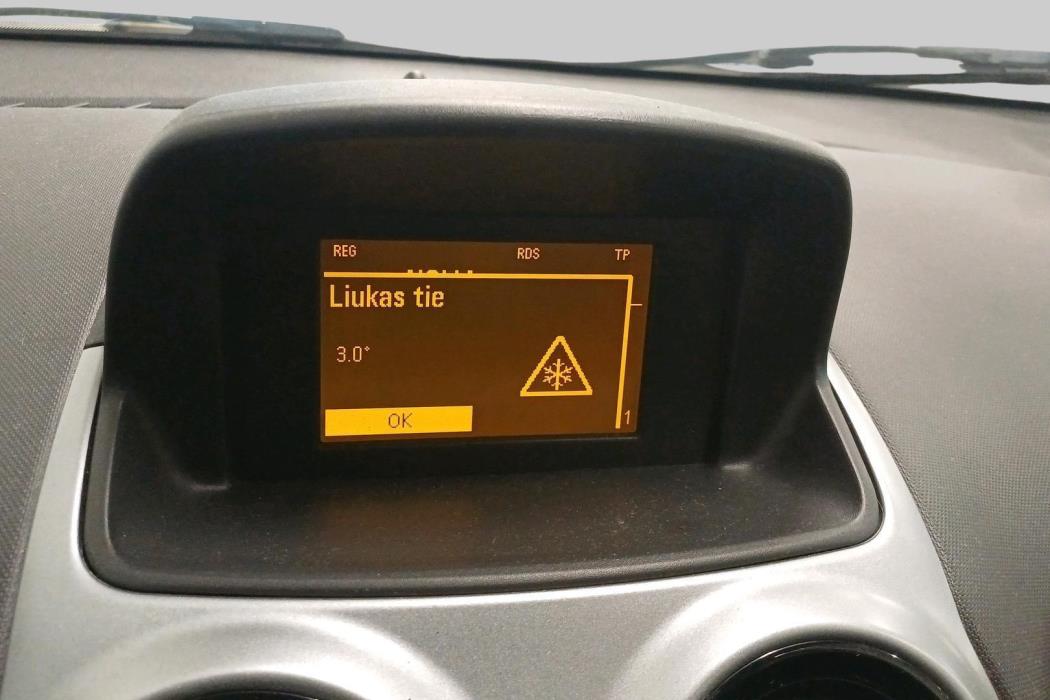 REG RDS TP
Liukas tie
3.0°
OK
1